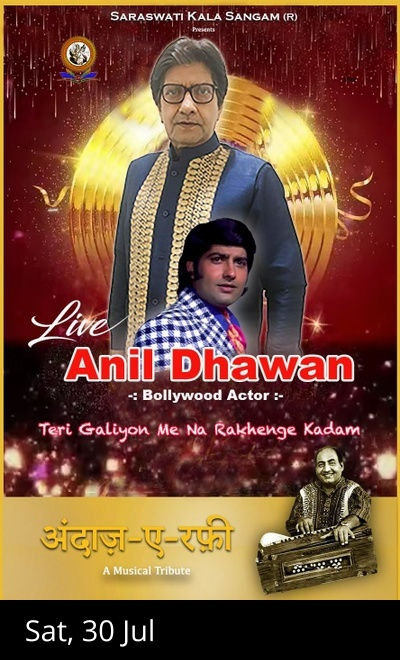 SARASWATI KALA SANGAM (R)
Presents
Live
Anil Dhawan
-: Bollywood Actor :-
Teri Galiyon Me Na Rakhenge Kadam
अंदाज़-ए-रफ़ी
A Musical Tribute
Sat, 30 Jul